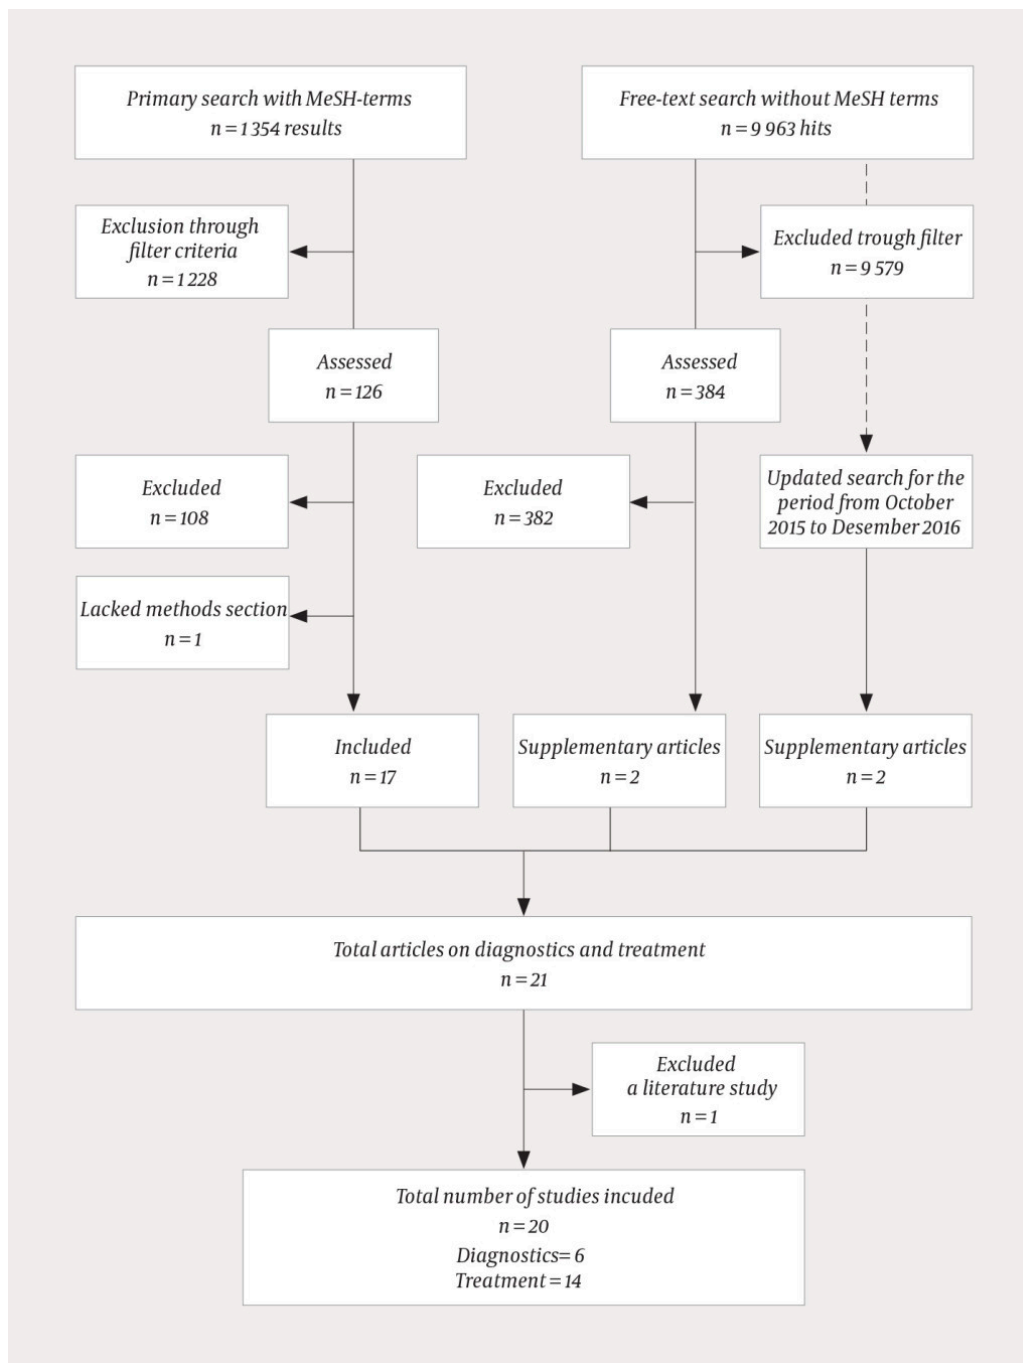 Primary search with MeSH-terms
n = 1 354 results
Free-text search without MeSH terms
n = 9 963 hits
Exclusion through
filter criteria
n = 1 228
Excluded trough filter
n = 9 579
Assessed
n = 126
Assessed
n = 384
Excluded
n = 108
Excluded
n = 382
Updated search for the
period from October
2015 to Desember 2016
Lacked methods section
n = 1
Included
n = 17
Supplementary articles
n = 2
Supplementary articles
n = 2
Total articles on diagnostics and treatment
n = 21
Excluded
a literature study
n = 1
Total number of studies incuded
n = 20
Diagnostics= 6
Treatment = 14